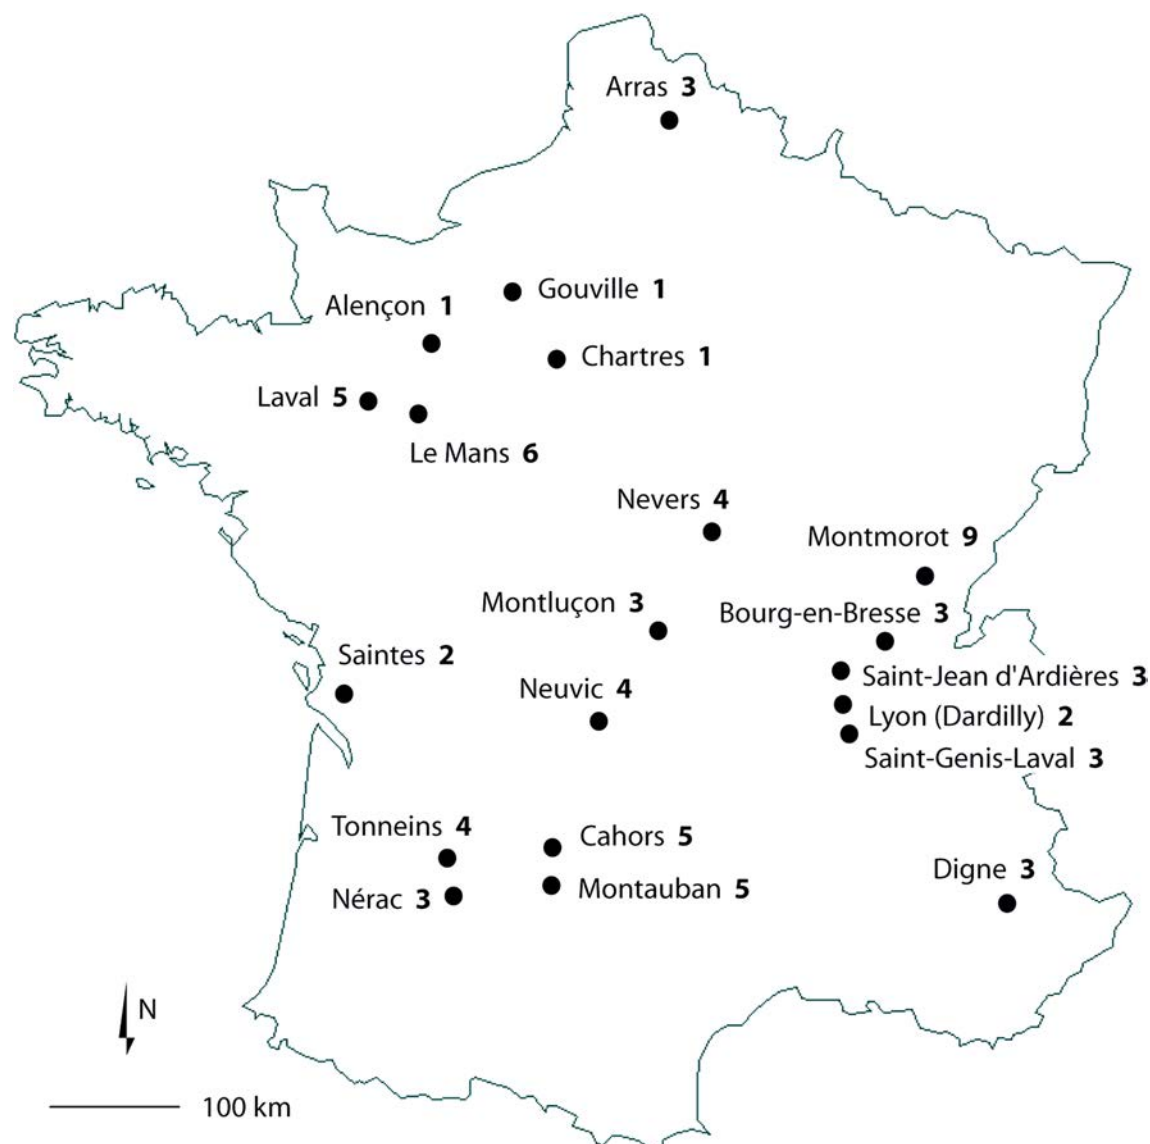 Arras 3
Gouville 1
Alençon 1
Chartres 1
Laval 5
Le Mans 6
Nevers 4
Montmorot 9
Montluçon 3
Bourg-en-Bresse 3
Saintes 2
Saint-Jean d'Ardières 3
Neuvic 4
Lyon (Dardilly) 2
Saint-Genis-Laval 3
Tonneins 4
Cahors 5
Digne 3
Montauban 5
Nérac 3
N
100 km